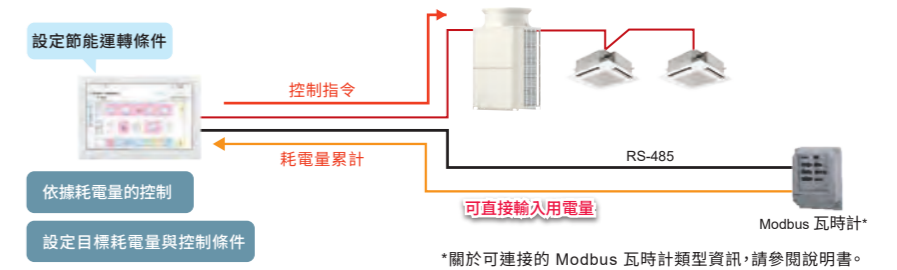 設定節能運轉條件
控制指令
耗電量累計
RS-485
依據耗電量的控制
可直接輸入用電量
Modbus 瓦時計*
設定目標耗電量與控制條件
*關於可連接的 Modbus 瓦時計類型資訊,請參閱說明書。